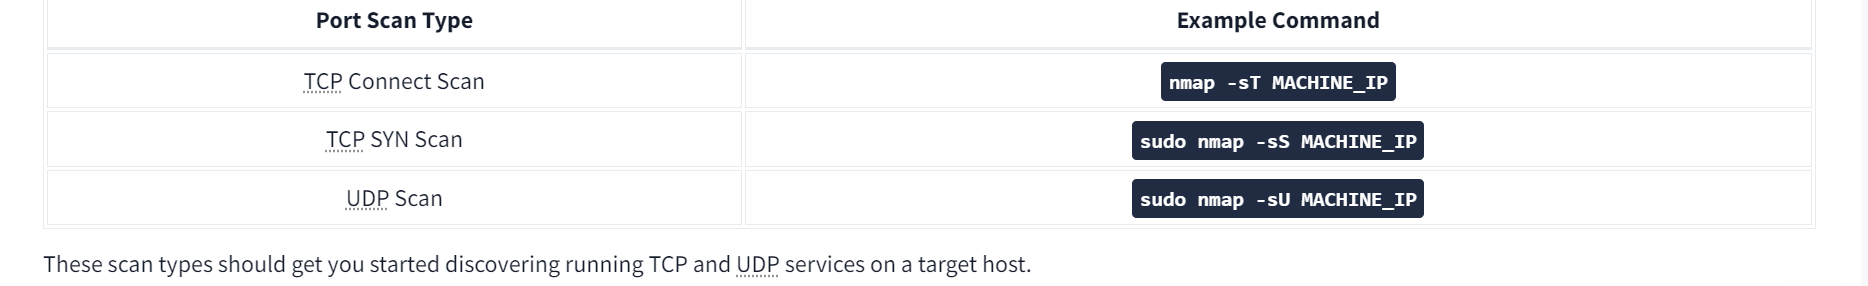 Port Scan Type Example Command
TCP Connect Scan nmap -sT MACHINE_IP
TCP SYN Scan sudo nmap -sS MACHINE_IP
UDP Scan sudo nmap -sU MACHINE_IP
These scan types should get you started discovering running TCP and UDP services on a target host.